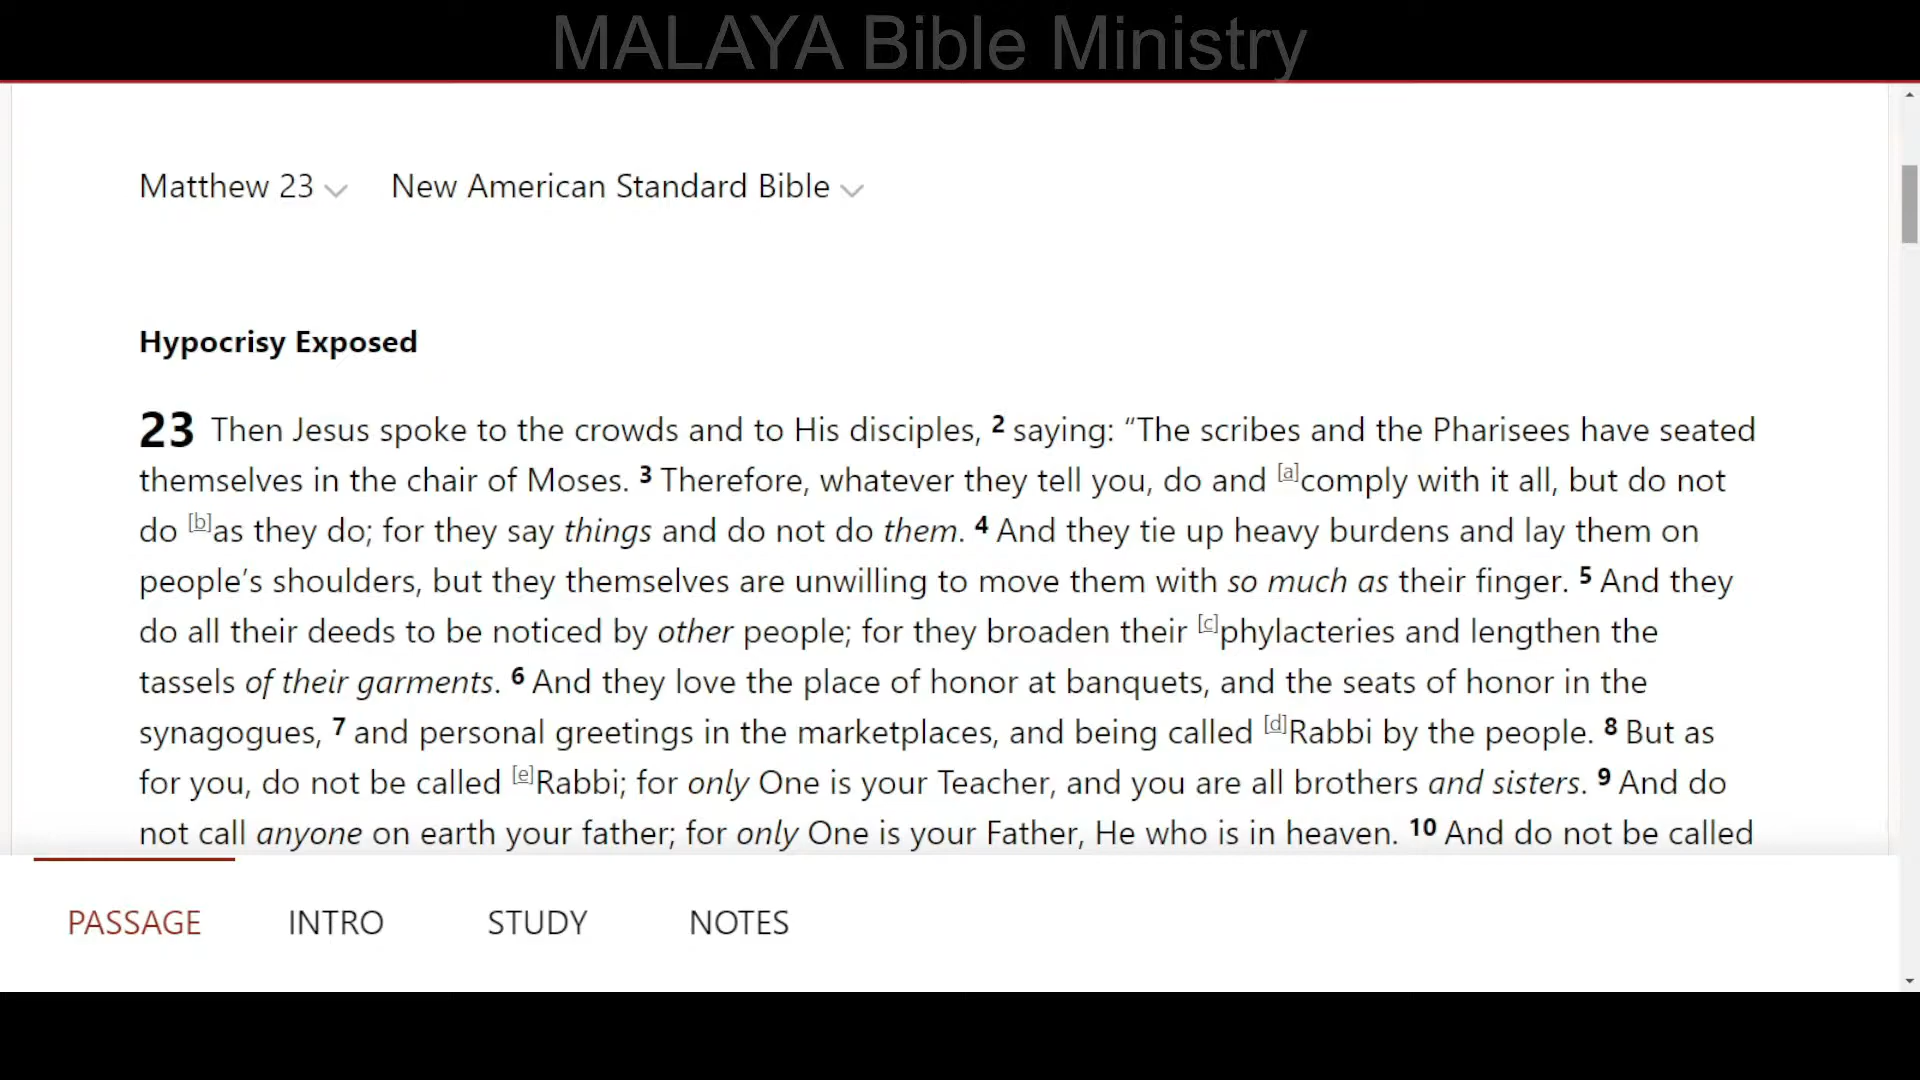 MALAYA Bible Ministry
Matthew 23 New American Standard Bible
Hypocrisy Exposed
23 Then Jesus spoke to the crowds and to His disciples, 2 saying: “The scribes and the Pharisees have seated
themselves in the chair of Moses. 3 Therefore, whatever they tell you, do and [a]comply with it all, but do not
do [b]as they do; for they say things and do not do them. 4 And they tie up heavy burdens and lay them on
people’s shoulders, but they themselves are unwilling to move them with so much as their finger. 5 And they
do all their deeds to be noticed by other people; for they broaden their [c]phylacteries and lengthen the
tassels of their garments. 6 And they love the place of honor at banquets, and the seats of honor in the
synagogues, 7 and personal greetings in the marketplaces, and being called [d]Rabbi by the people. 8 But as
for you, do not be called [e]Rabbi; for only One is your Teacher, and you are all brothers and sisters. 9 And do
not call anyone on earth your father; for only One is your Father, He who is in heaven. 10 And do not be called
PASSAGE INTRO STUDY NOTES